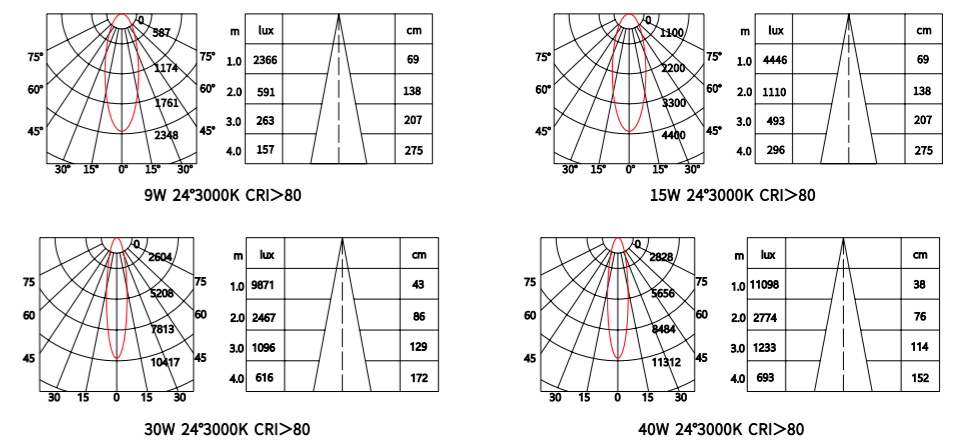 0
587
1174
1761
2348
75° 75°
60° 60°
45° 45°
30° 15° 0° 15° 30°
m lux cm
1.0 2366 69
2.0 591 138
3.0 263 207
4.0 157 275
9W 24°3000K CRI>80
0
1100
2200
3300
4400
75° 75°
60° 60°
45° 45°
30° 15° 0° 15° 30°
m lux cm
1.0 4446 69
2.0 1110 138
3.0 493 207
4.0 296 275
15W 24°3000K CRI>80
0
2604
5208
7813
10417
75 75
60 60
45 45
30 15 0 15 30
m lux cm
1.0 9871 43
2.0 2467 86
3.0 1096 129
4.0 616 172
30W 24°3000K CRI>80
0
2828
5656
8484
11312
75 75
60 60
45 45
30 15 0 15 30
m lux cm
1.0 11098 38
2.0 2774 76
3.0 1233 114
4.0 693 152
40W 24°3000K CRI>80